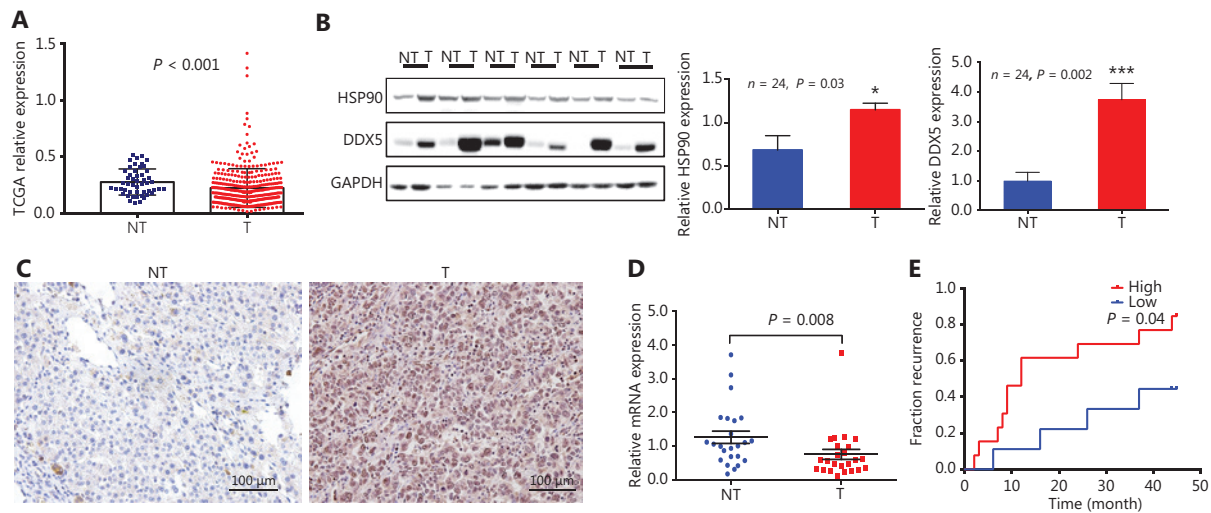 A
TCGA relative expression
1.5
1.0
0.5
0.0
P < 0.001
NT
T
B
NT T NT T NT T NT T NT T NT T
HSP90
DDX5
GAPDH
Relative HSP90 expression
1.5
1.0
0.5
0.0
n = 24, P = 0.03
*
NT
T
Relative DDX5 expression
5.0
4.0
3.0
2.0
1.0
0.0
n = 24, P = 0.002
***
NT
T
C
NT
T
100 µm
100 µm
D
Relative mRNA expression
5.0
4.0
3.0
2.0
1.0
0.0
P = 0.008
NT
T
E
Fraction recurrence
1.0
0.8
0.6
0.4
0.2
0.0
High
Low
P = 0.04
0 10 20 30 40 50
Time (month)